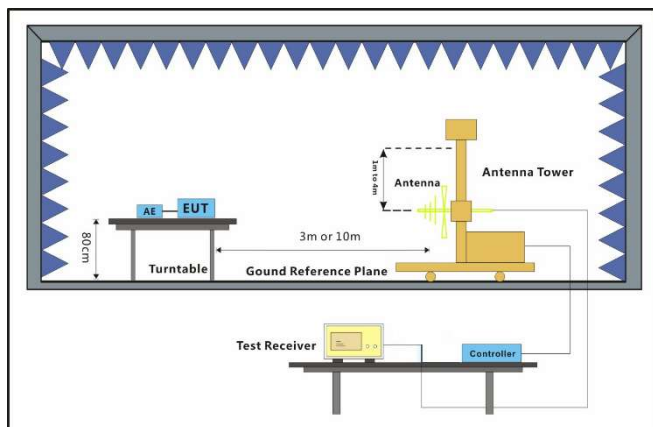 1m to 4m
Antenna
Antenna Tower
AE
EUT
80cm
3m or 10m
Turntable
Gound Reference Plane
Test Receiver
Controller